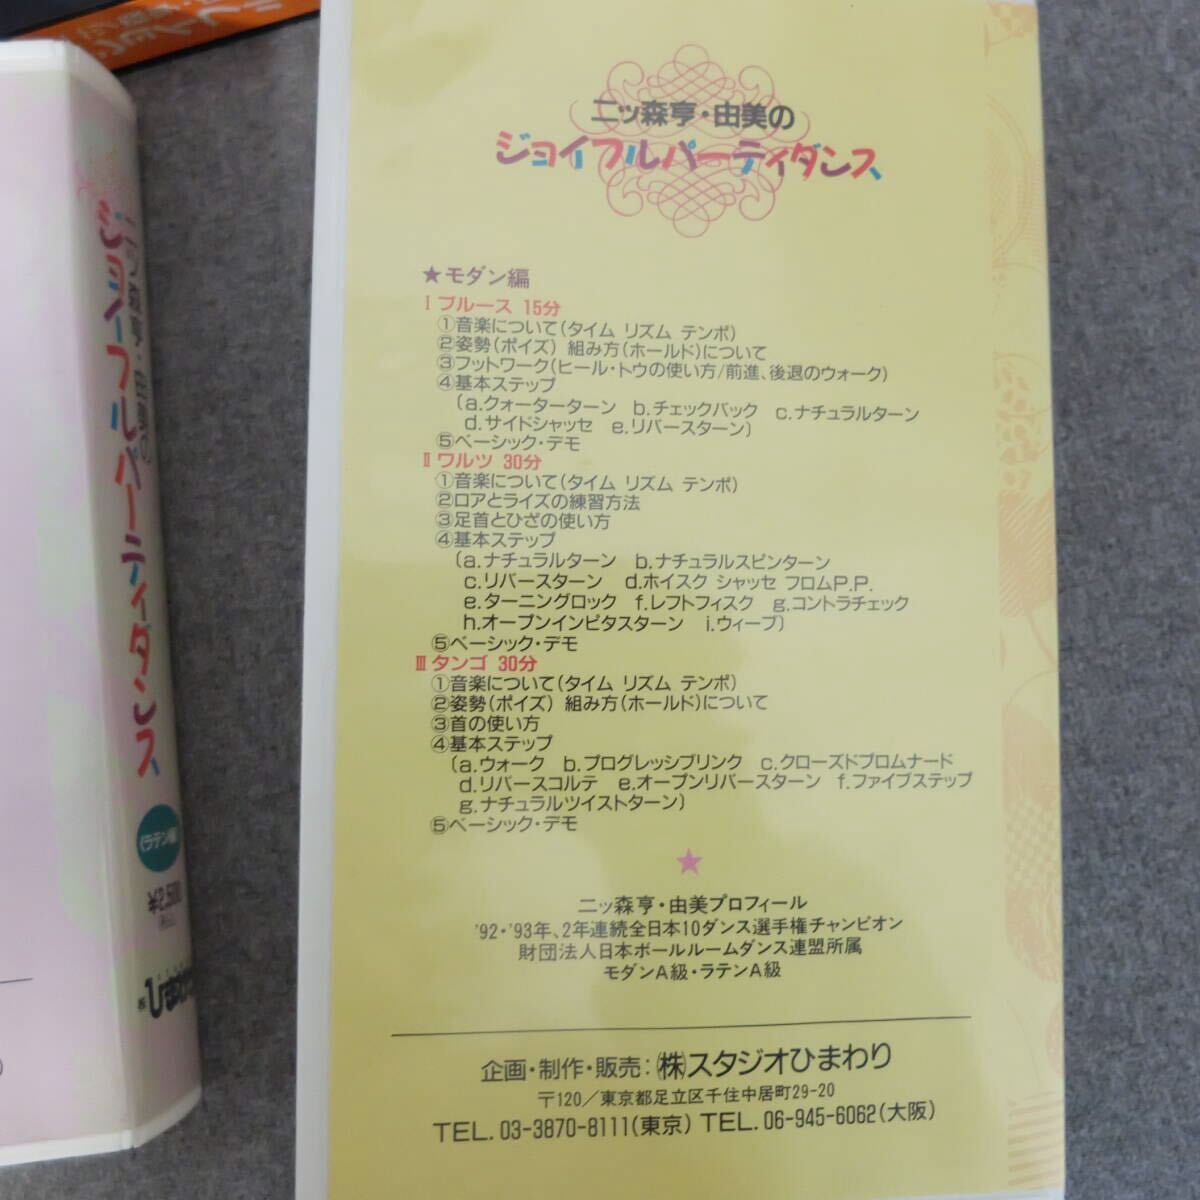 二ッ森亨・由美の
ジョイフルパーティダンス
★モダン編
Ⅰ ブルース 15分
①音楽について(タイム リズム テンポ)
②姿勢(ポイズ) 組み方(ホールド)について
③フットワーク(ヒール・トウの使い方/前進、後退のウォーク)
④基本ステップ
(a.クォーターターン b.チェックバック c.ナチュラルターン
d.サイドシャッセ e.リバースターン)
⑤ベーシック・デモ
Ⅱ ワルツ 30分
①音楽について(タイム リズム テンポ)
②ロアとライズの練習方法
③足首とひざの使い方
④基本ステップ
(a.ナチュラルターン b.ナチュラルスピンターン
c.リバースターン d.ホイスク シャッセ フロムP.P.
e.ターニングロック f.レフトフィスク g.コントラチェック
h.オープンインピタスターン i.ウィーブ)
⑤ベーシック・デモ
Ⅲ タンゴ 30分
①音楽について(タイム リズム テンポ)
②姿勢(ポイズ) 組み方(ホールド)について
③首の使い方
④基本ステップ
(a.ウォーク b.プログレッシブリンク c.クローズドプロムナード
d.リバースコルテ e.オープンリバースターン f.ファイブステップ
g.ナチュラルツイストターン)
⑤ベーシック・デモ
★
二ッ森亨・由美プロフィール
'92・'93年、2年連続全日本10ダンス選手権チャンピオン
財団法人日本ボールルームダンス連盟所属
モダンA級・ラテンA級
企画・制作・販売:㈱スタジオひまわり
〒120/東京都足立区千住中居町29-20
TEL. 03-3870-8111(東京) TEL. 06-945-6062(大阪)
二ッ森亨・由美の
ジョイフルパーティダンス
《ラテン編》
¥2,500